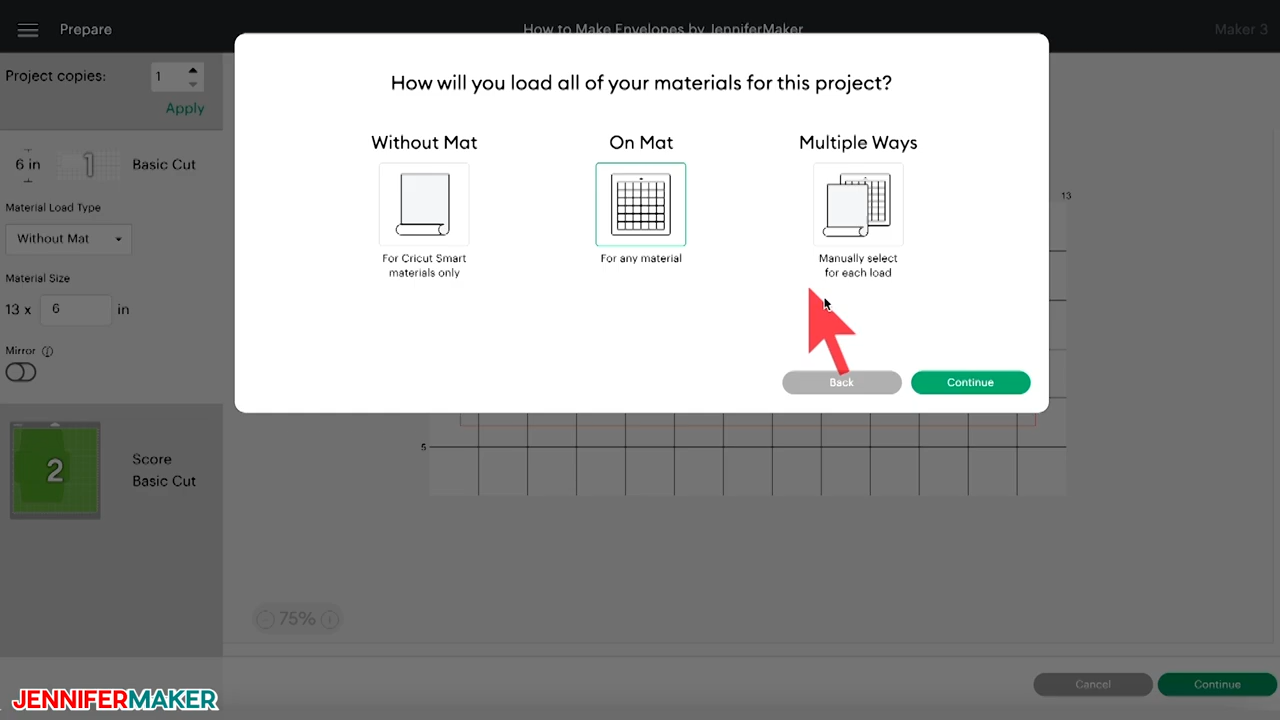 Prepare
How to Make Envelopes by JenniferMaker
Maker 3
Project copies:
1
Apply
6 in
1
Basic Cut
Material Load Type
Without Mat
Material Size
13 x
6
in
Mirror
2
Score
Basic Cut
How will you load all of your materials for this project?
Without Mat
For Cricut Smart
materials only
On Mat
For any material
Multiple Ways
Manually select
for each load
Back
Continue
13
5
75%
Cancel
Continue
JENNIFERMAKER